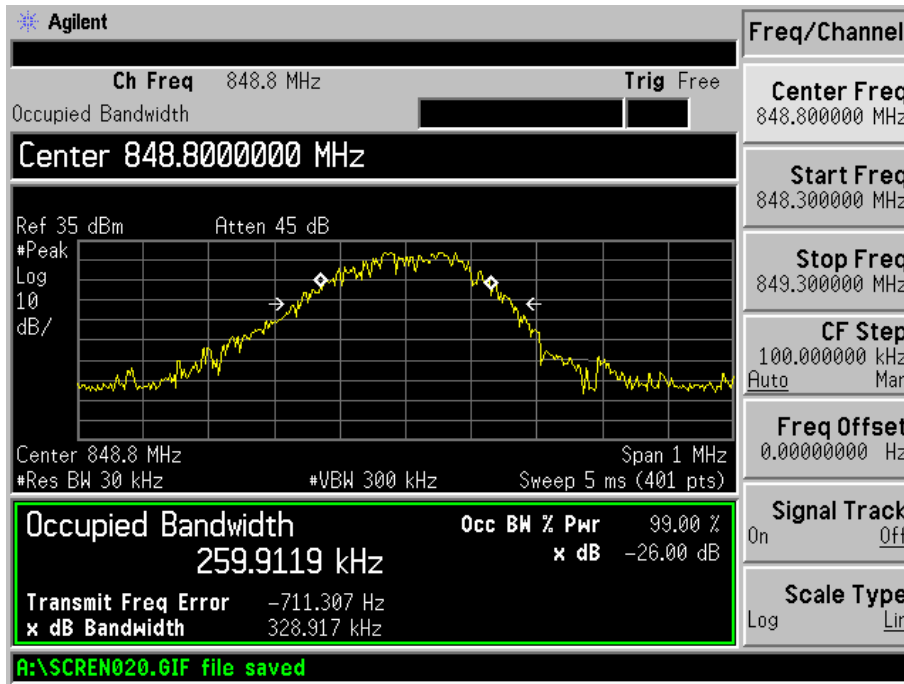 Agilent
Freq/Channel
Ch Freq 848.8 MHz Trig Free
Occupied Bandwidth
Center 848.8000000 MHz
Ref 35 dBm Atten 45 dB
#Peak
Log
10
dB/
Center 848.8 MHz Span 1 MHz
#Res BW 30 kHz #VBW 300 kHz Sweep 5 ms (401 pts)
Occupied Bandwidth Occ BW % Pwr 99.00 %
259.9119 kHz x dB -26.00 dB
Transmit Freq Error -711.307 Hz
x dB Bandwidth 328.917 kHz
A:\SCREN020.GIF file saved
Center Freq
848.800000 MHz
Start Freq
848.300000 MHz
Stop Freq
849.300000 MHz
CF Step
100.000000 kHz
Auto Man
Freq Offset
0.00000000 Hz
Signal Track
On Off
Scale Type
Log Lin